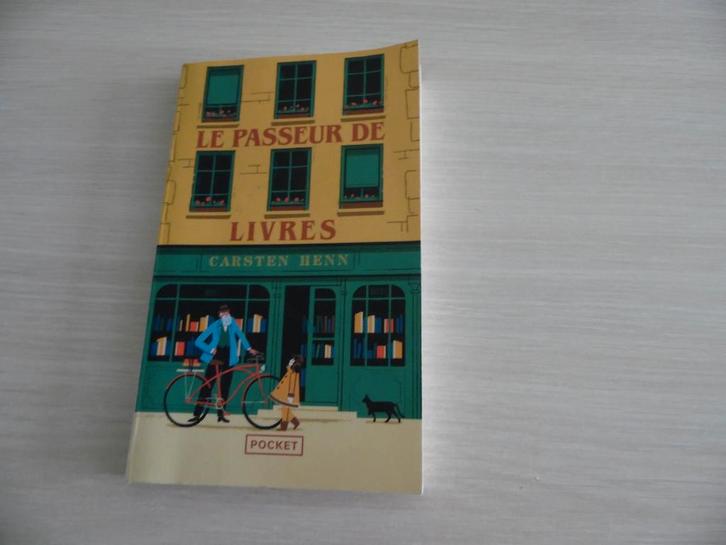 LE PASSEUR DE
LIVRES
CARSTEN HENN
POCKET